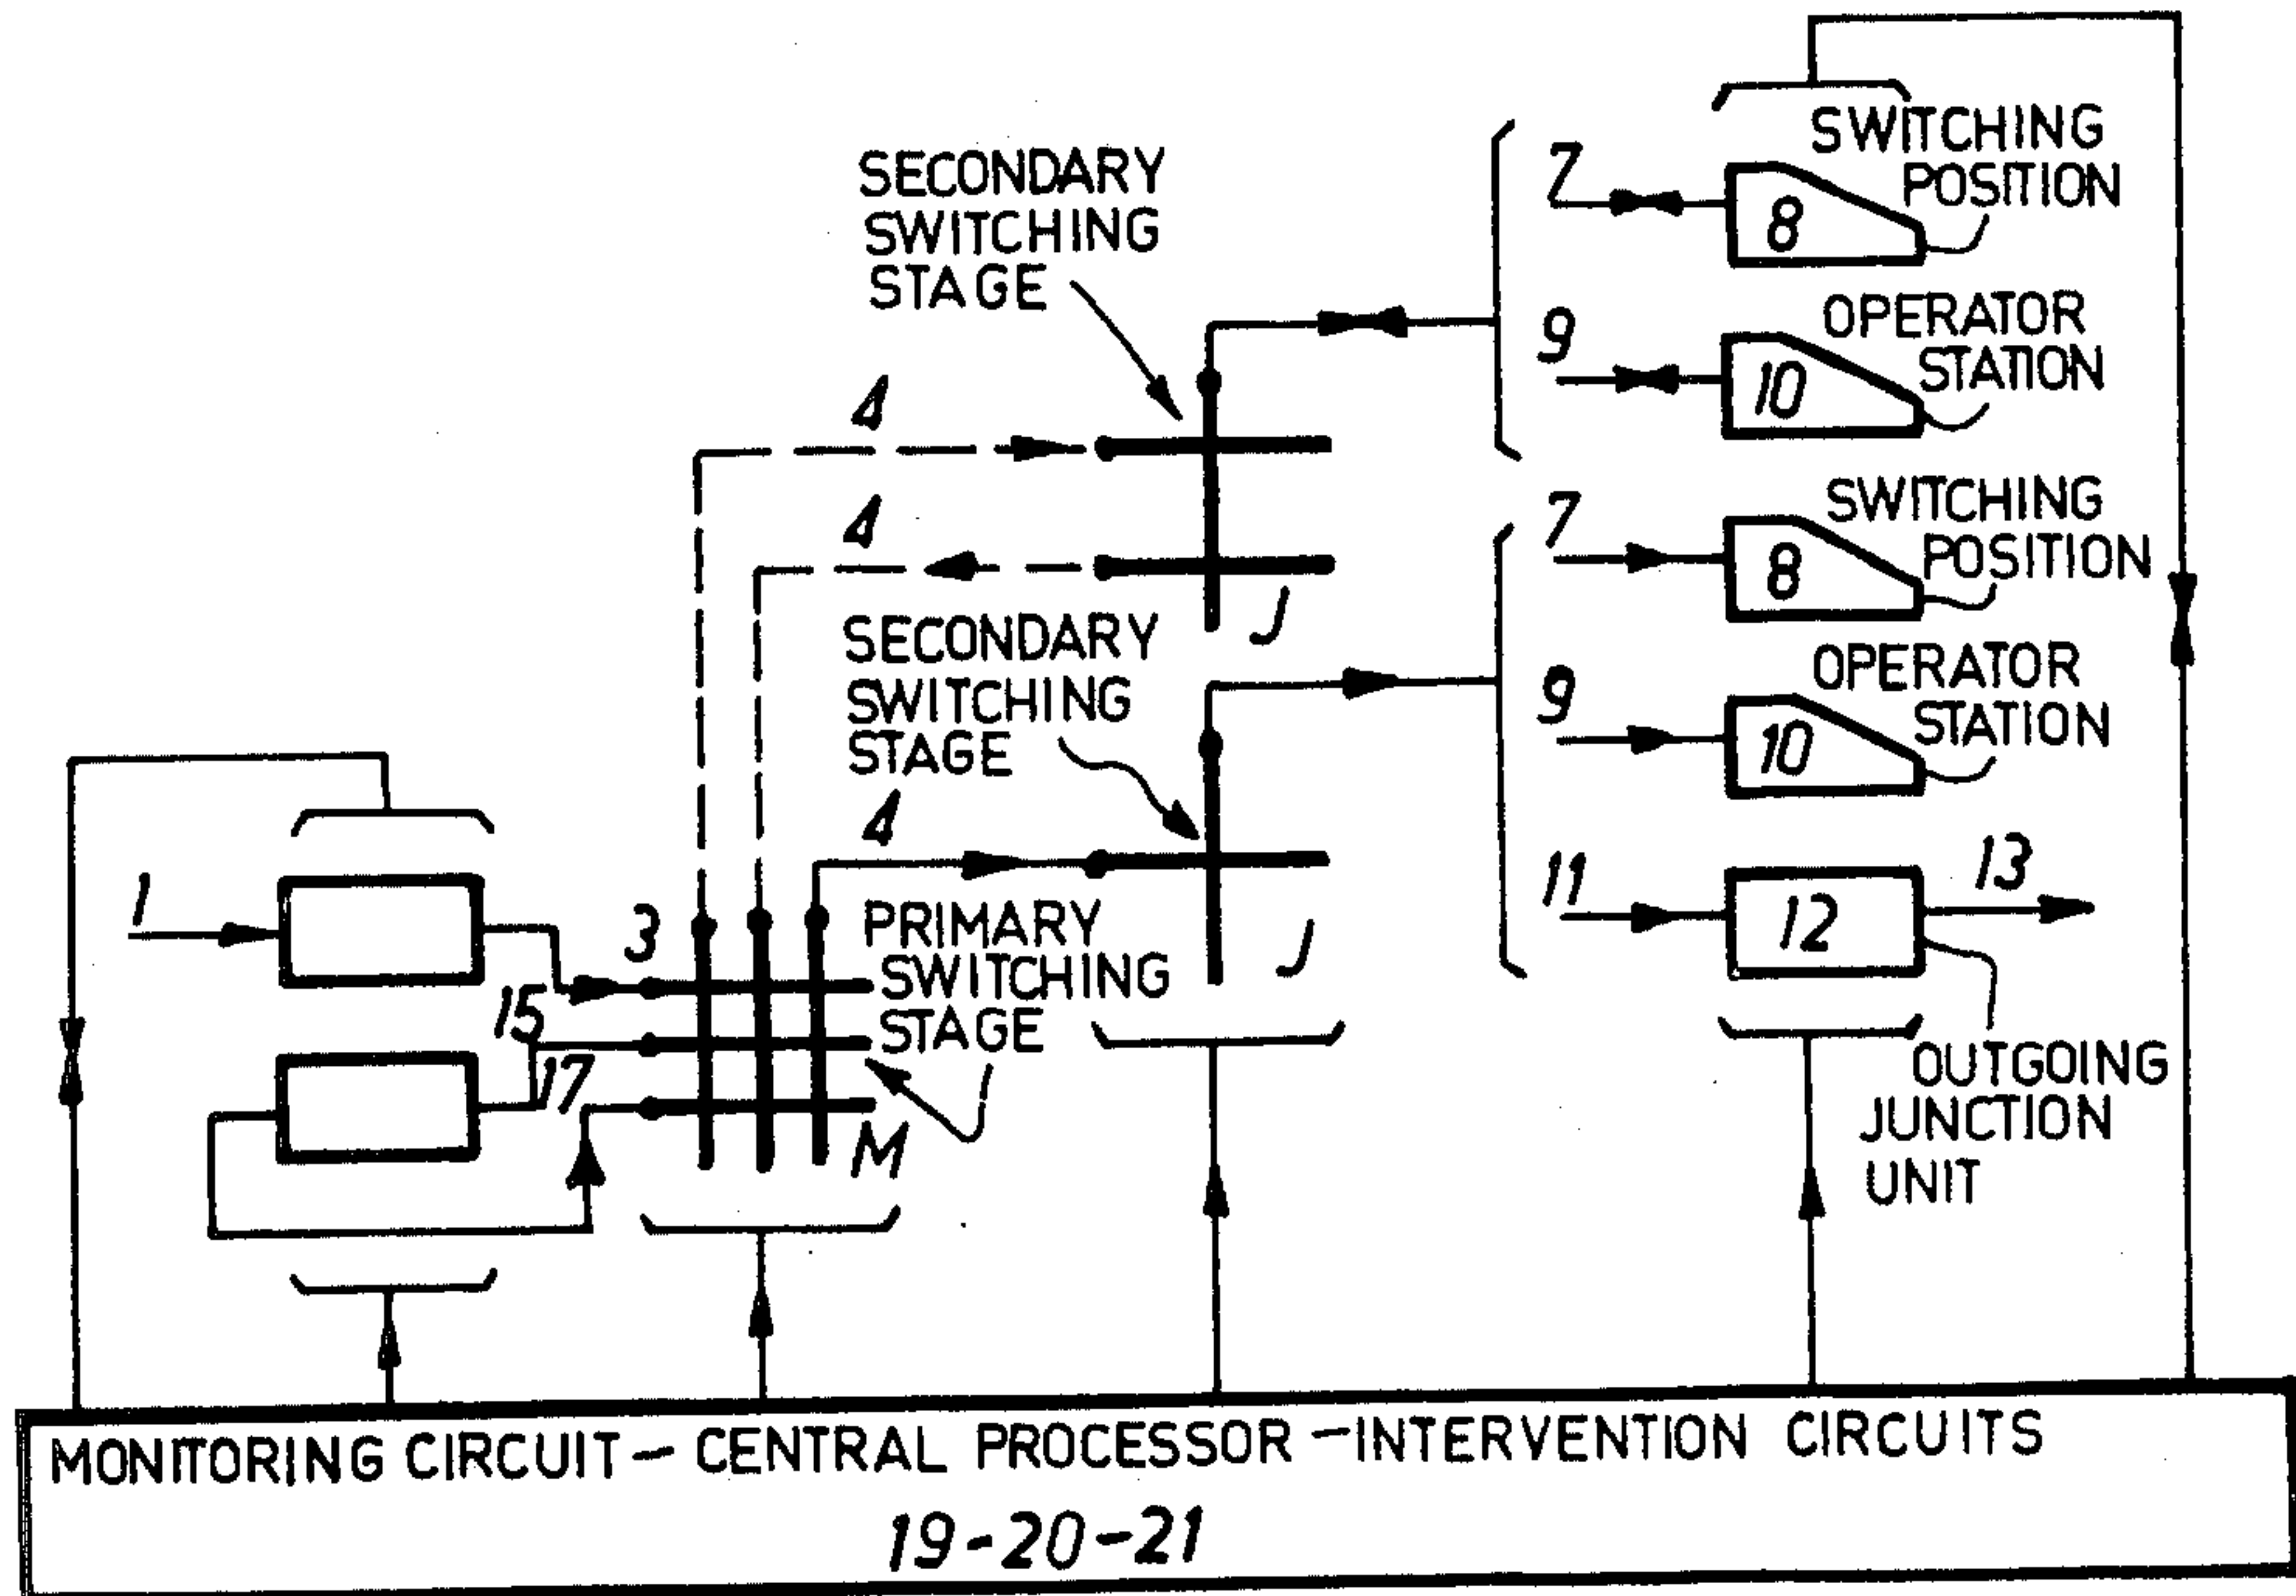 SWITCHING
POSITION
7
8
SECONDARY
SWITCHING
STAGE
OPERATOR
STATION
9
10
4
SWITCHING
POSITION
7
8
4
J
SECONDARY
SWITCHING
STAGE
OPERATOR
STATION
9
10
4
1
3
PRIMARY
SWITCHING
STAGE
J
11
12
13
15
17
M
OUTGOING
JUNCTION
UNIT
MONITORING CIRCUIT - CENTRAL PROCESSOR - INTERVENTION CIRCUITS
19-20-21